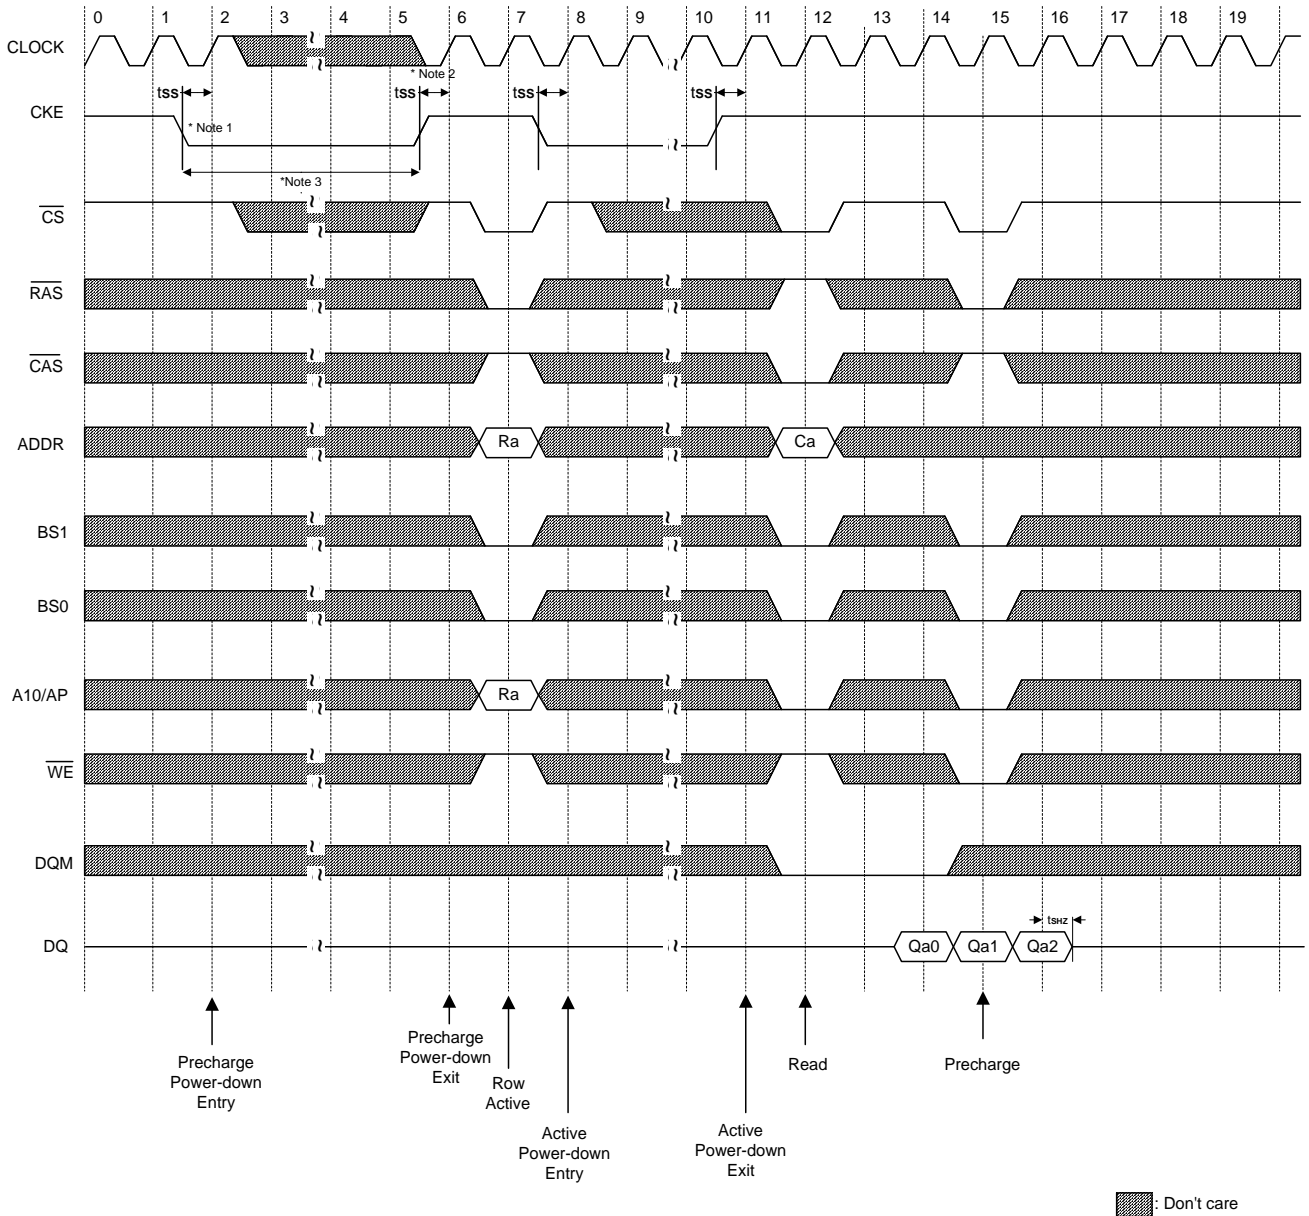 0 1 2 3 4 5 6 7 8 9 10 11 12 13 14 15 16 17 18 19
CLOCK
* Note 2
tss tss tss tss
CKE
* Note 1
*Note 3
CS
RAS
CAS
ADDR Ra Ca
BS1
BS0
A10/AP Ra
WE
DQM
tSHZ
DQ Qa0 Qa1 Qa2
Precharge
Power-down
Entry
Precharge
Power-down
Exit
Row
Active
Active
Power-down
Entry
Active
Power-down
Exit
Read
Precharge
: Don't care